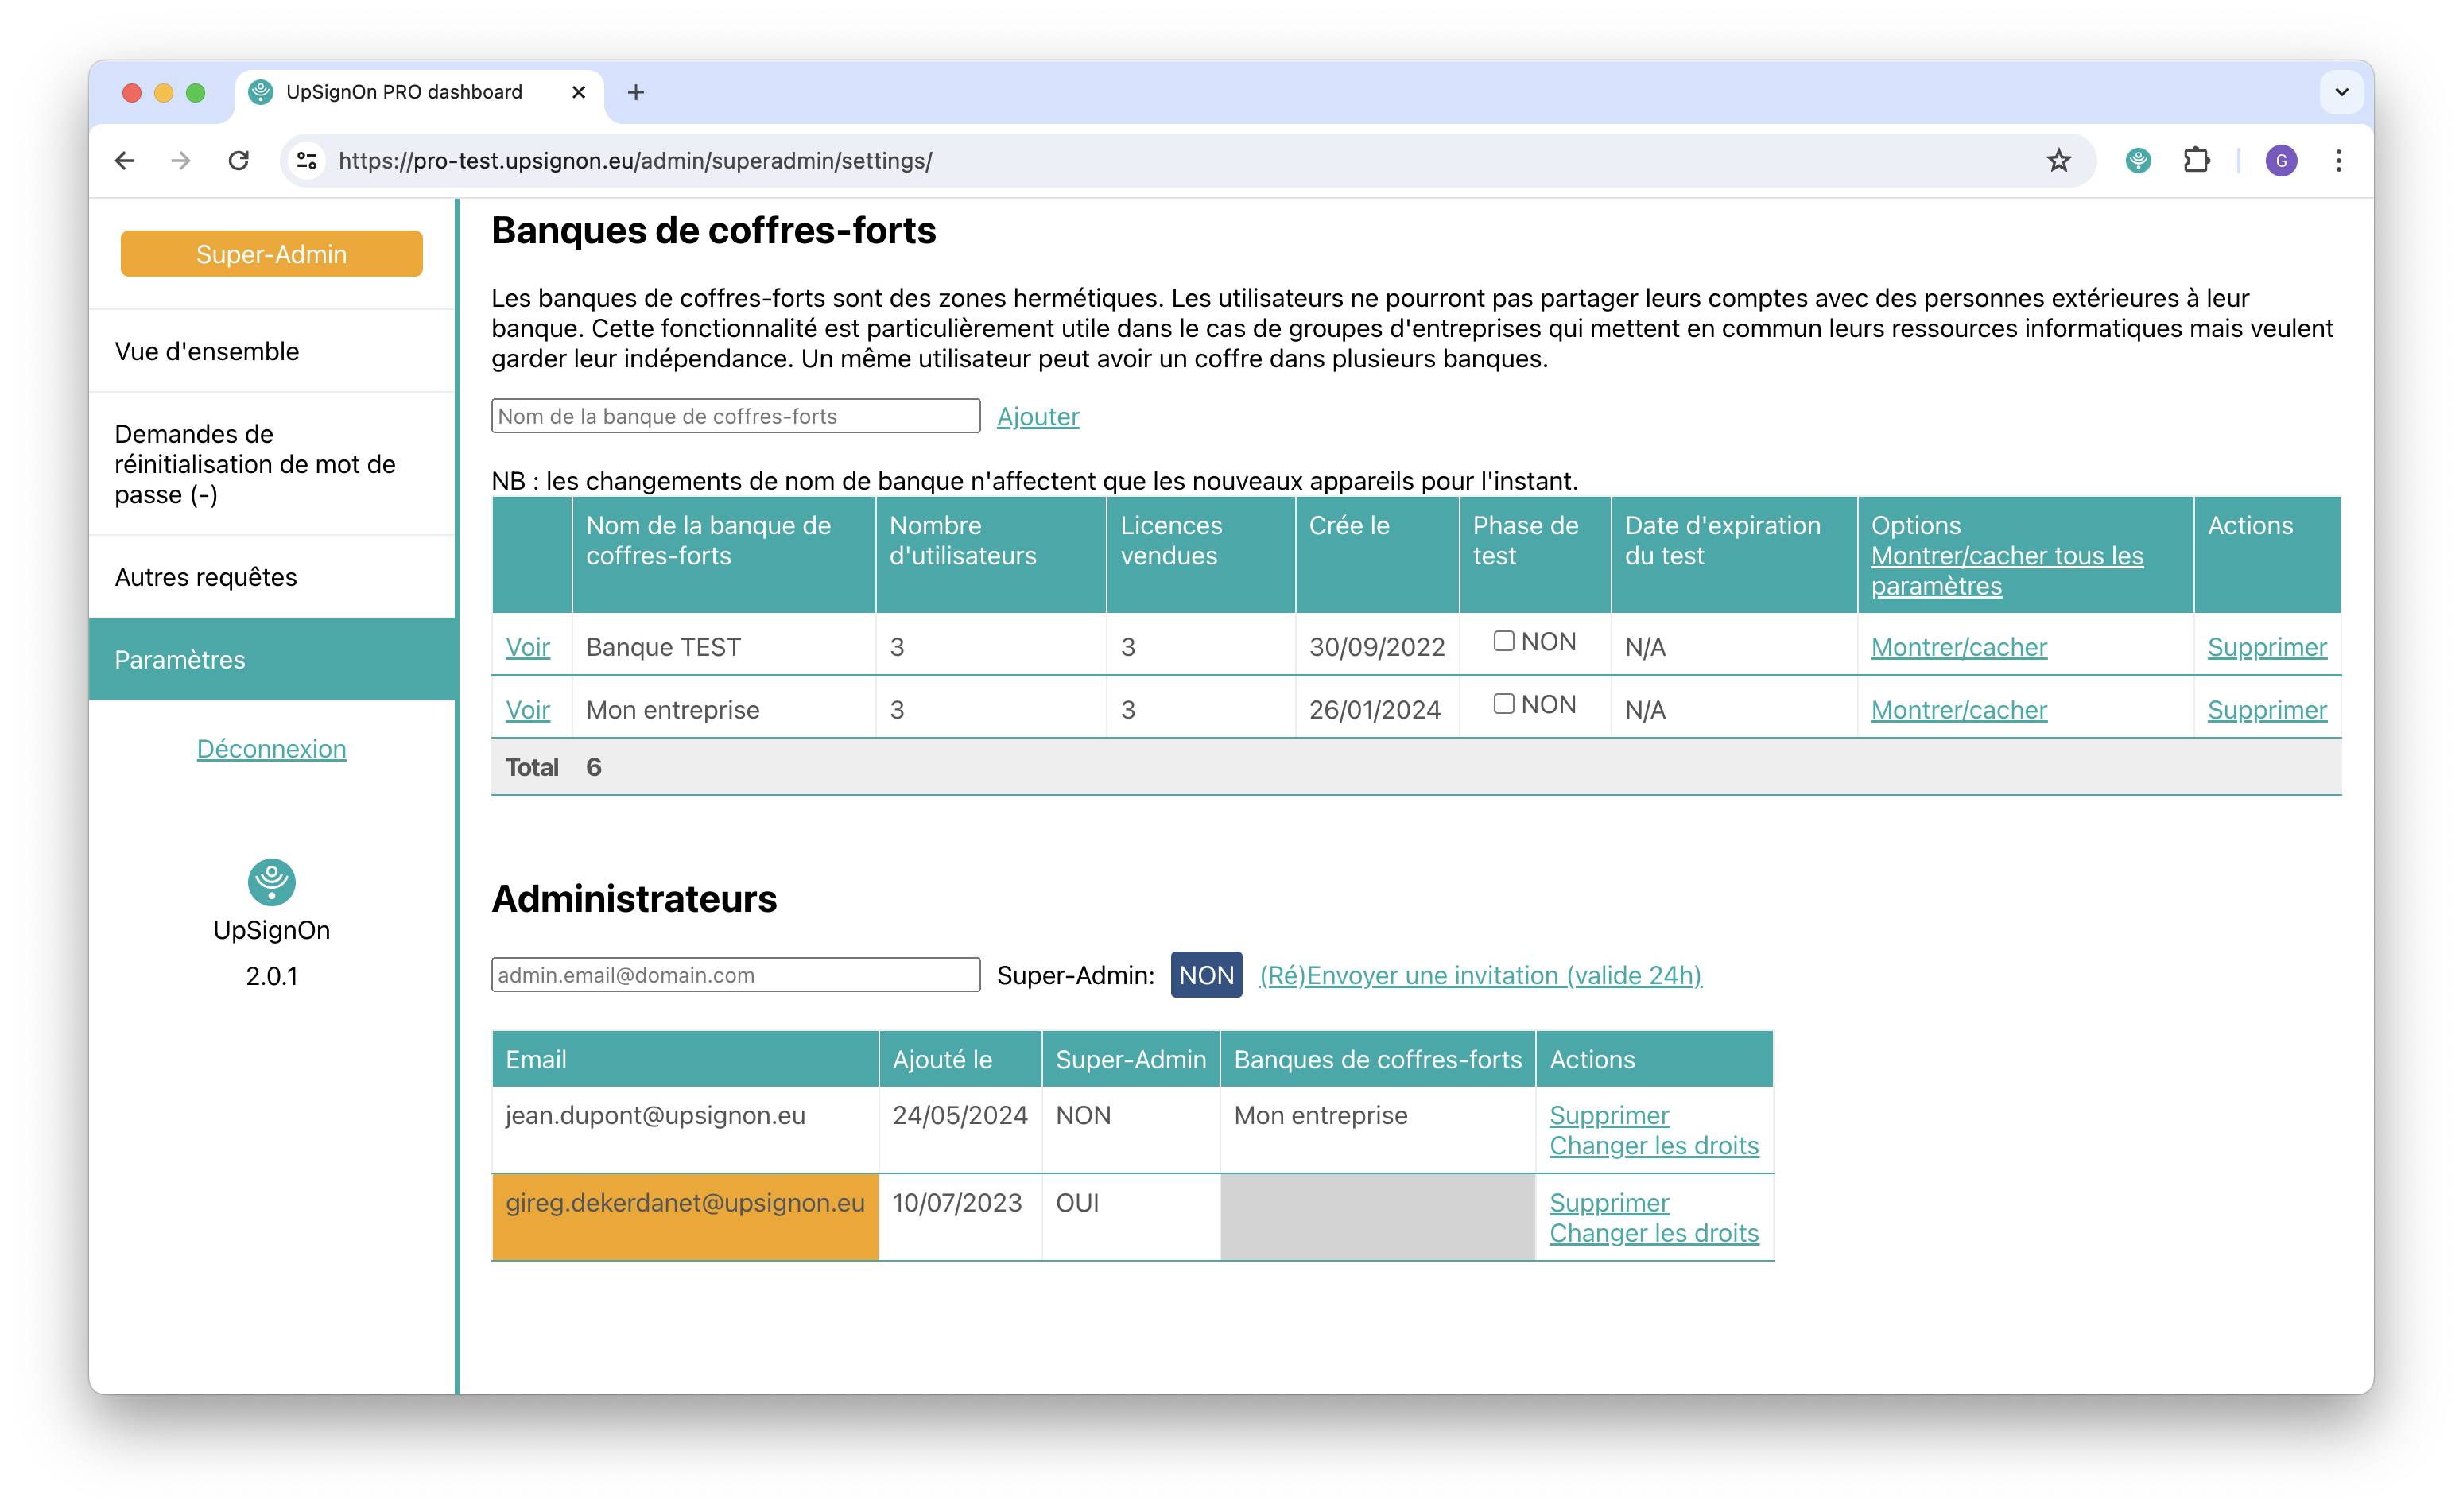 UpSignOn PRO dashboard
https://pro-test.upsignon.eu/admin/superadmin/settings/
G
Super-Admin
Vue d'ensemble
Demandes de
réinitialisation de mot de
passe (-)
Autres requêtes
Paramètres
Déconnexion
UpSignOn
2.0.1
Banques de coffres-forts
Les banques de coffres-forts sont des zones hermétiques. Les utilisateurs ne pourront pas partager leurs comptes avec des personnes extérieures à leur
banque. Cette fonctionnalité est particulièrement utile dans le cas de groupes d'entreprises qui mettent en commun leurs ressources informatiques mais veulent
garder leur indépendance. Un même utilisateur peut avoir un coffre dans plusieurs banques.
Nom de la banque de coffres-forts Ajouter
NB : les changements de nom de banque n'affectent que les nouveaux appareils pour l'instant.
Nom de la banque de coffres-forts Nombre d'utilisateurs Licences vendues Crée le Phase de test Date d'expiration du test Options Montrer/cacher tous les paramètres Actions
Voir Banque TEST 3 3 30/09/2022 NON N/A Montrer/cacher Supprimer
Voir Mon entreprise 3 3 26/01/2024 NON N/A Montrer/cacher Supprimer
Total 6
Administrateurs
admin.email@domain.com Super-Admin: NON (Ré)Envoyer une invitation (valide 24h)
Email Ajouté le Super-Admin Banques de coffres-forts Actions
jean.dupont@upsignon.eu 24/05/2024 NON Mon entreprise Supprimer
Changer les droits
gireg.dekerdanet@upsignon.eu 10/07/2023 OUI Supprimer
Changer les droits